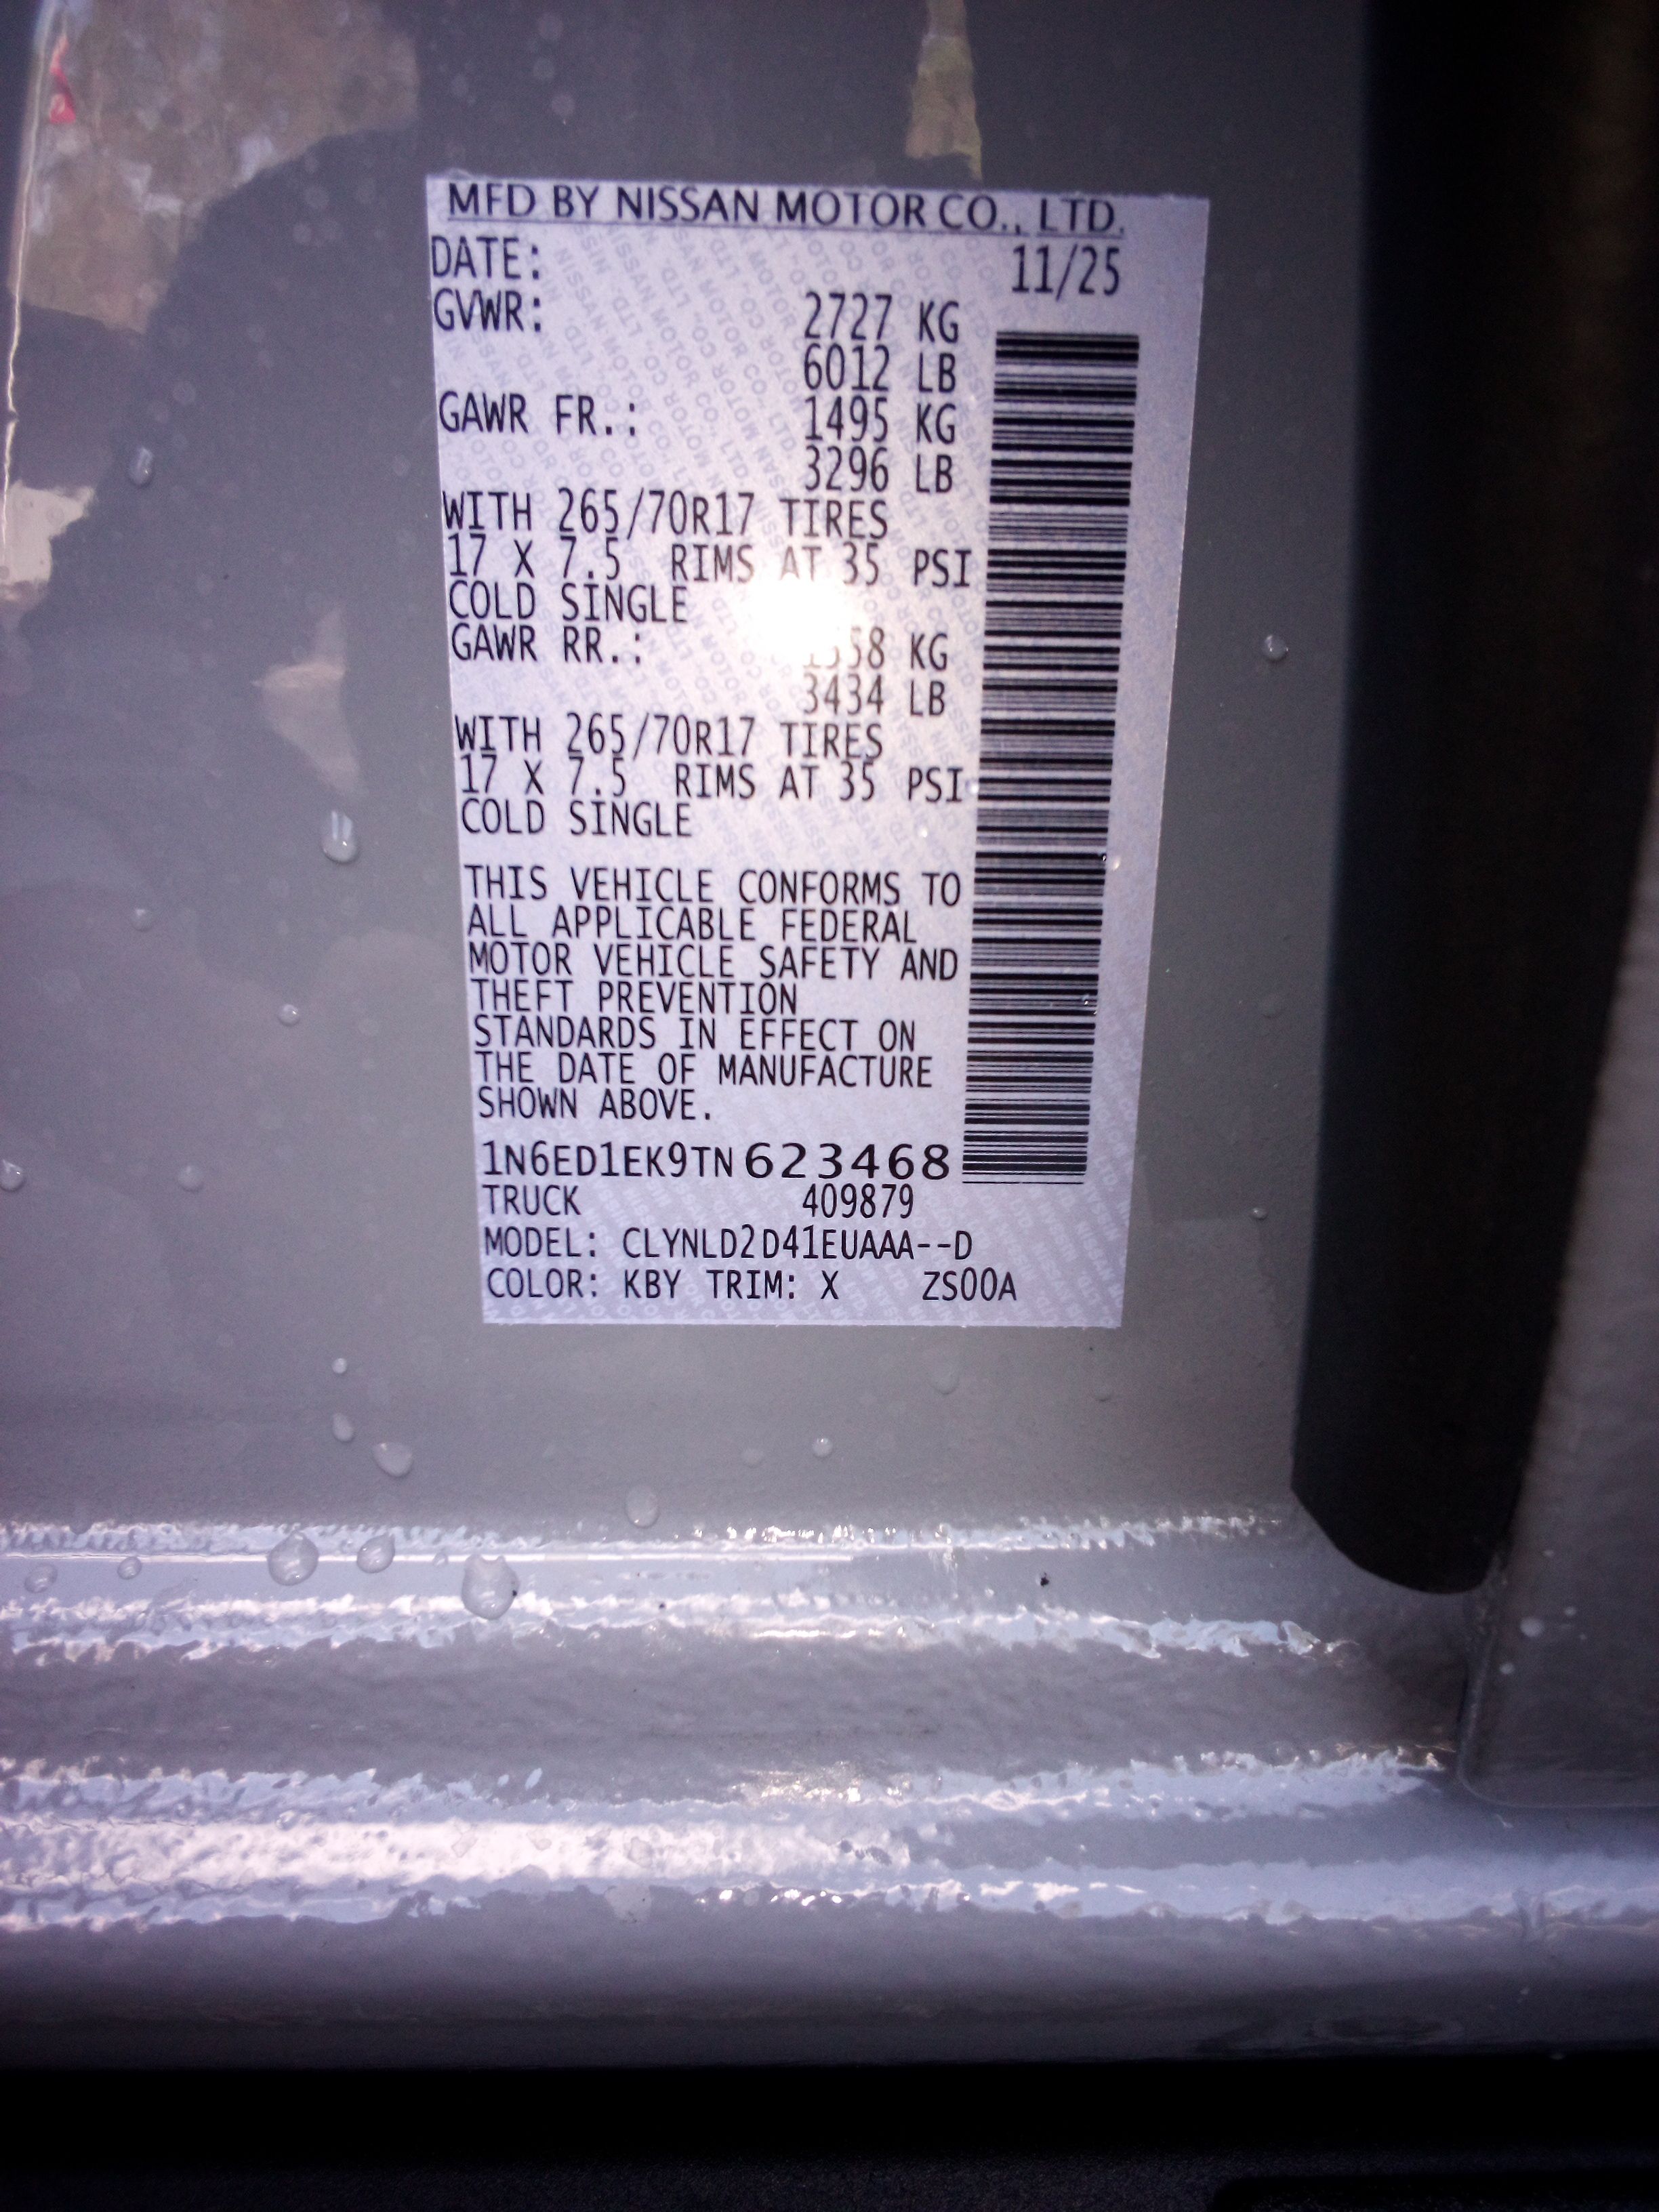 MFD BY NISSAN MOTOR CO., LTD.
DATE: 11/25
GVWR: 2727 KG
6012 LB
GAWR FR.: 1495 KG
3296 LB
WITH 265/70R17 TIRES
17 X 7.5 RIMS AT 35 PSI
COLD SINGLE
GAWR RR.: KG
3434 LB
WITH 265/70R17 TIRES
17 X 7.5 RIMS AT 35 PSI
COLD SINGLE
THIS VEHICLE CONFORMS TO
ALL APPLICABLE FEDERAL
MOTOR VEHICLE SAFETY AND
THEFT PREVENTION
STANDARDS IN EFFECT ON
THE DATE OF MANUFACTURE
SHOWN ABOVE.
1N6ED1EK9TN623468
TRUCK 409879
MODEL: CLYNLD2D41EUAAA--D
COLOR: KBY TRIM: X ZS00A